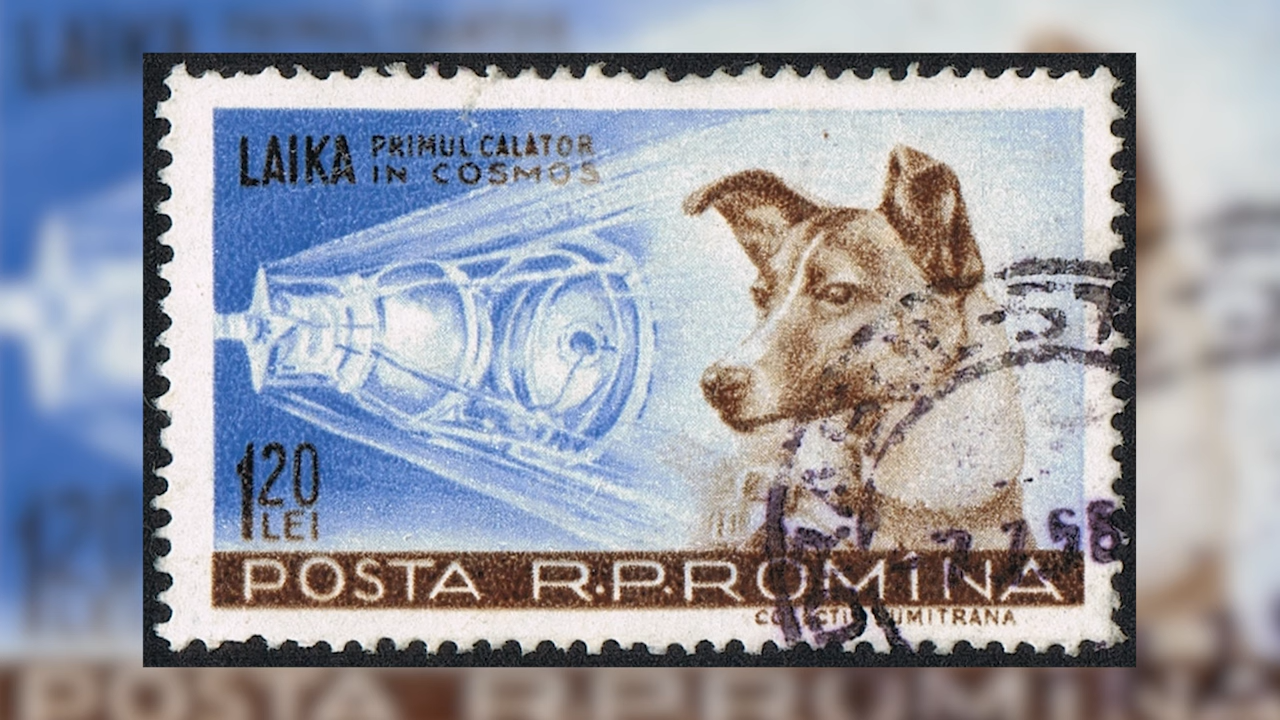 LAIKA PRIMUL CALATOR
IN COSMOS
1.20
LEI
POSTA R.P.ROMINA